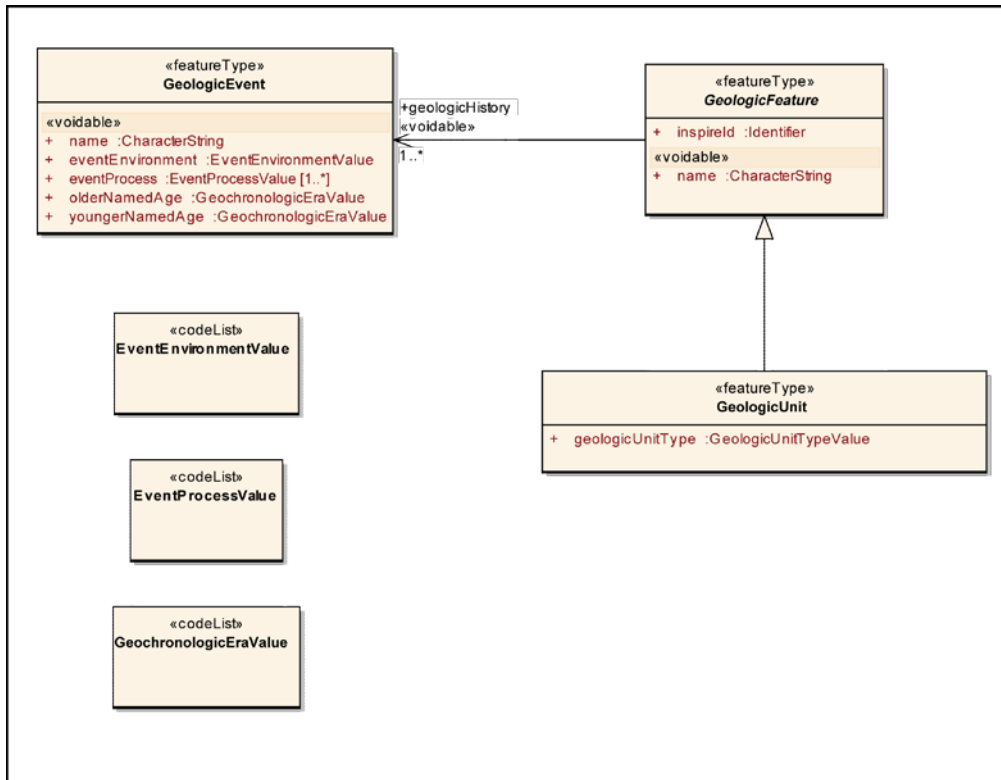 «featureType»
GeologicEvent
«voidable»
+ name :CharacterString
+ eventEnvironment :EventEnvironmentValue
+ eventProcess :EventProcessValue [1..*]
+ olderNamedAge :GeochronologicEraValue
+ youngerNamedAge :GeochronologicEraValue
+geologicHistory
«voidable»
1..*
«featureType»
GeologicFeature
+ inspireId :Identifier
«voidable»
+ name :CharacterString
«codeList»
EventEnvironmentValue
«featureType»
GeologicUnit
+ geologicUnitType :GeologicUnitTypeValue
«codeList»
EventProcessValue
«codeList»
GeochronologicEraValue